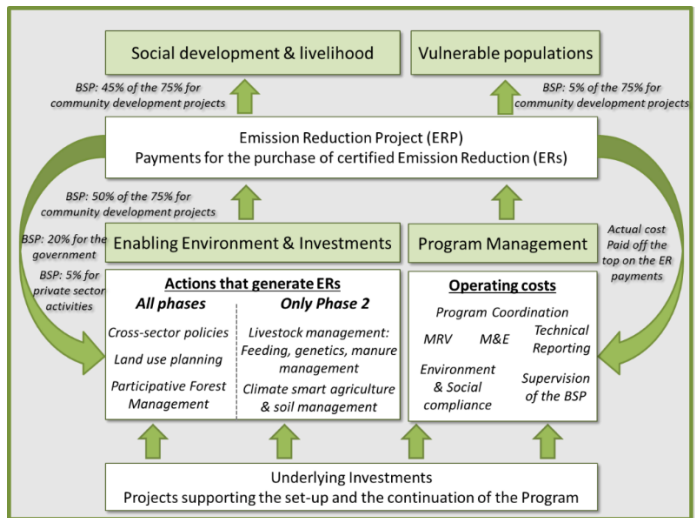 Social development & livelihood
Vulnerable populations
BSP: 45% of the 75% for
community development projects
BSP: 5% of the 75% for
community development projects
Emission Reduction Project (ERP)
Payments for the purchase of certified Emission Reduction (ERs)
BSP: 50% of the 75% for
community development projects
BSP: 20% for the
government
BSP: 5% for
private sector
activities
Actual cost
Paid off the
top on the ER
payments
Enabling Environment & Investments
Program Management
Actions that generate ERs
All phases
Cross-sector policies
Land use planning
Participative Forest
Management
Only Phase 2
Livestock management:
Feeding, genetics, manure
management
Climate smart agriculture
& soil management
Operating costs
Program Coordination
MRV
M&E
Technical
Reporting
Environment
& Social
compliance
Supervision
of the BSP
Underlying Investments
Projects supporting the set-up and the continuation of the Program